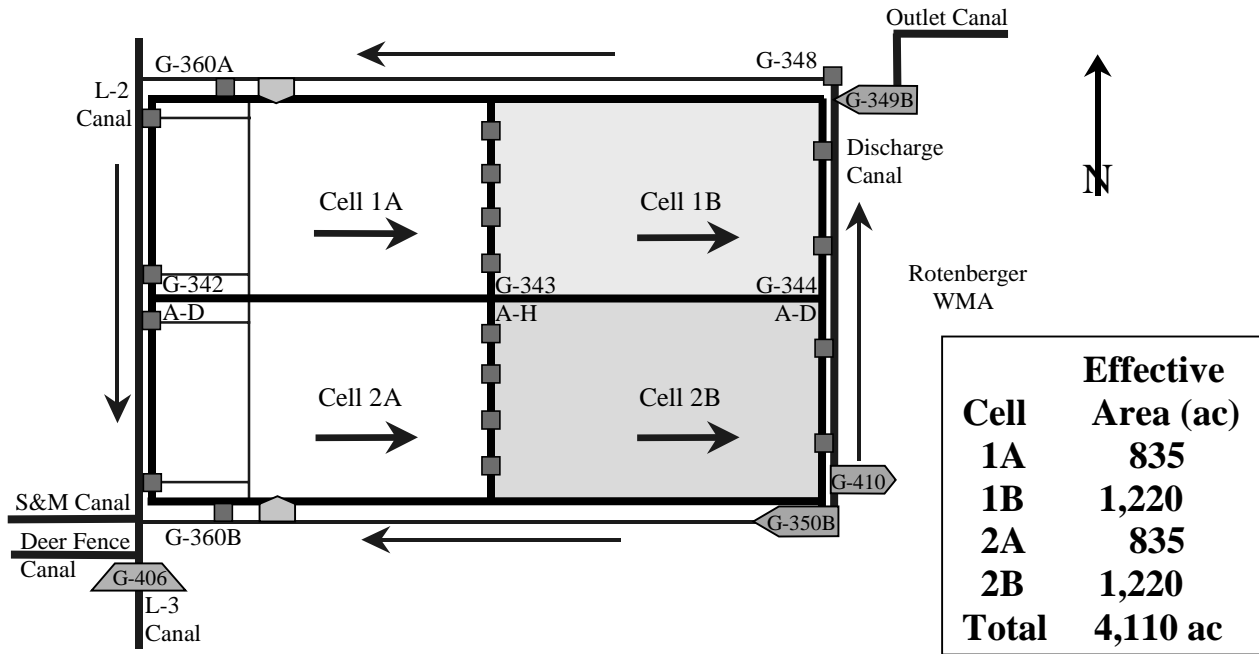 Outlet Canal
G-360A
G-348
L-2
Canal
G-349B
Discharge
Canal
N
Cell 1A
Cell 1B
G-342
G-343
G-344
Rotenberger
WMA
A-D
A-H
A-D
Cell 2A
Cell 2B
G-410
S&M Canal
G-360B
G-350B
Deer Fence
Canal
G-406
L-3
Canal
Effective
Cell Area (ac)
1A 835
1B 1,220
2A 835
2B 1,220
Total 4,110 ac